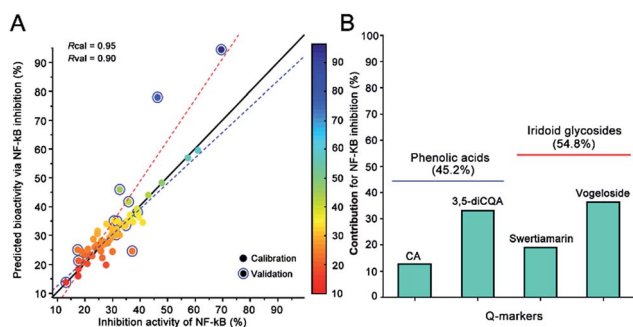 A
Rcal = 0.95
Rval = 0.90
Predicted bioactivity via NF-kB inhibition (%)
90
80
70
60
50
40
30
20
10
10 20 30 40 50 60 70 80 90
Inhibition activity of NF-kB (%)
Calibration
Validation
90
80
70
60
50
40
30
20
10
B
Contribution for NF-KB inhibition (%)
100
90
80
70
60
50
40
30
20
10
0
Phenolic acids
(45.2%)
Iridoid glycosides
(54.8%)
CA
3,5-diCQA
Swertiamarin
Vogeloside
Q-markers